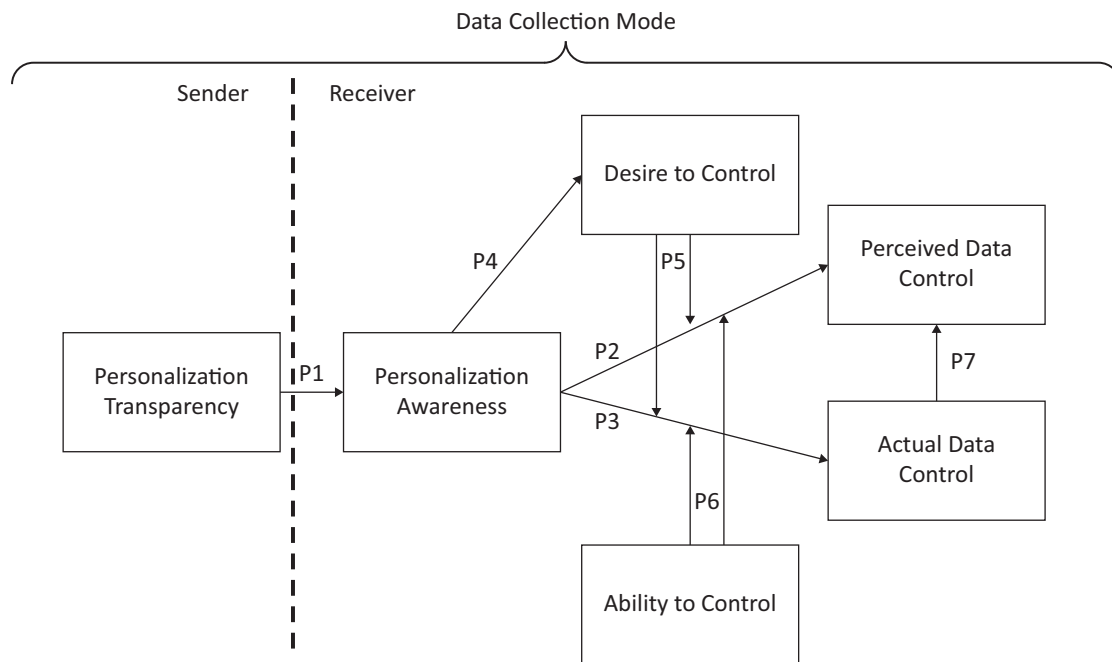 Data Collection Mode
Sender
Receiver
Desire to Control
P4
P5
Perceived Data
Control
Personalization
Transparency
P1
Personalization
Awareness
P2
P3
P7
Actual Data
Control
P6
Ability to Control